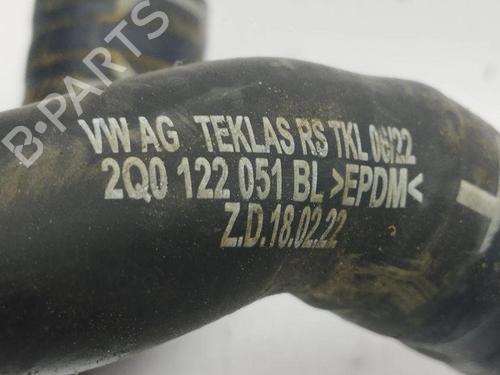 B-PARTS
VW AG TEKLAS RS TKL 06/22
2Q0 122 051 BL >EPDM<
Z.D.18.02.22